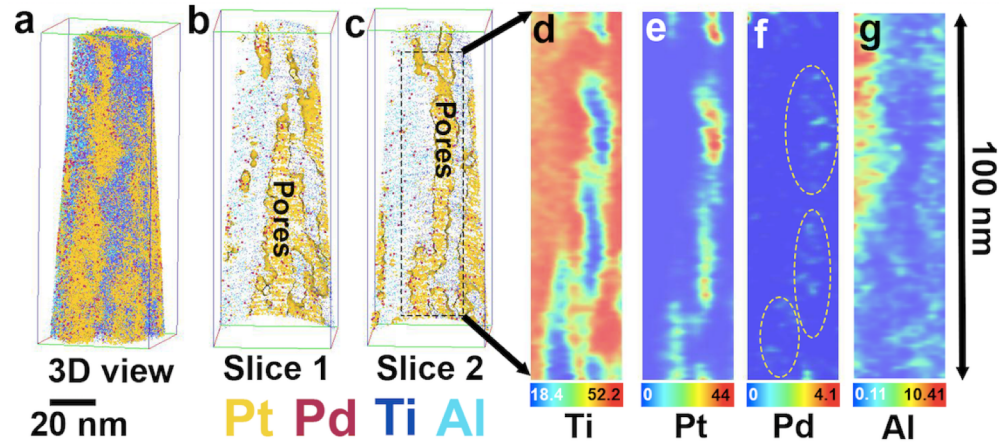 a b c d e f g
Pores
Pores
100 nm
3D view Slice 1 Slice 2
20 nm
Pt Pd Ti Al
18.4 52.2 0 44 0 4.1 0.11 10.41
Ti Pt Pd Al